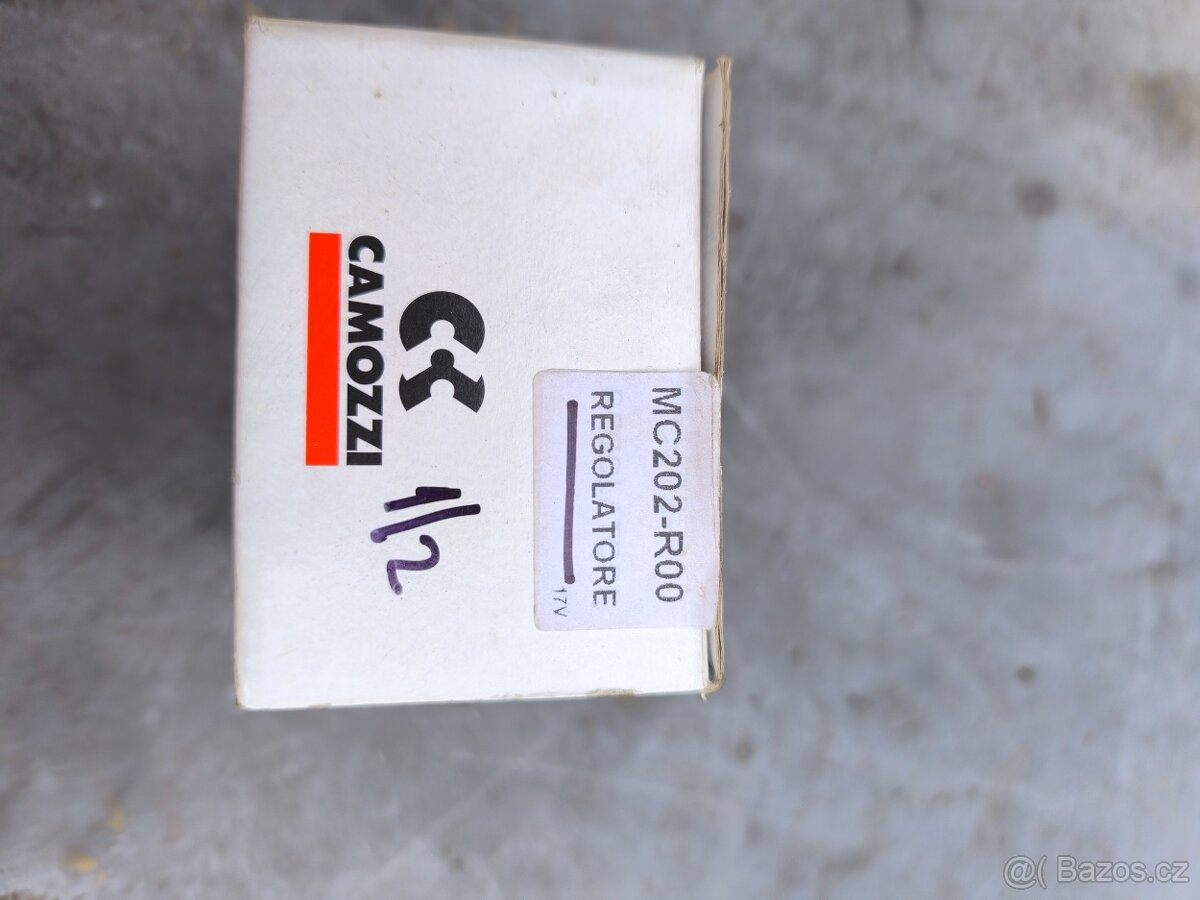 MC202-R00
REGOLATORE
17V
CAMOZZI
1/2
@( Bazos.cz